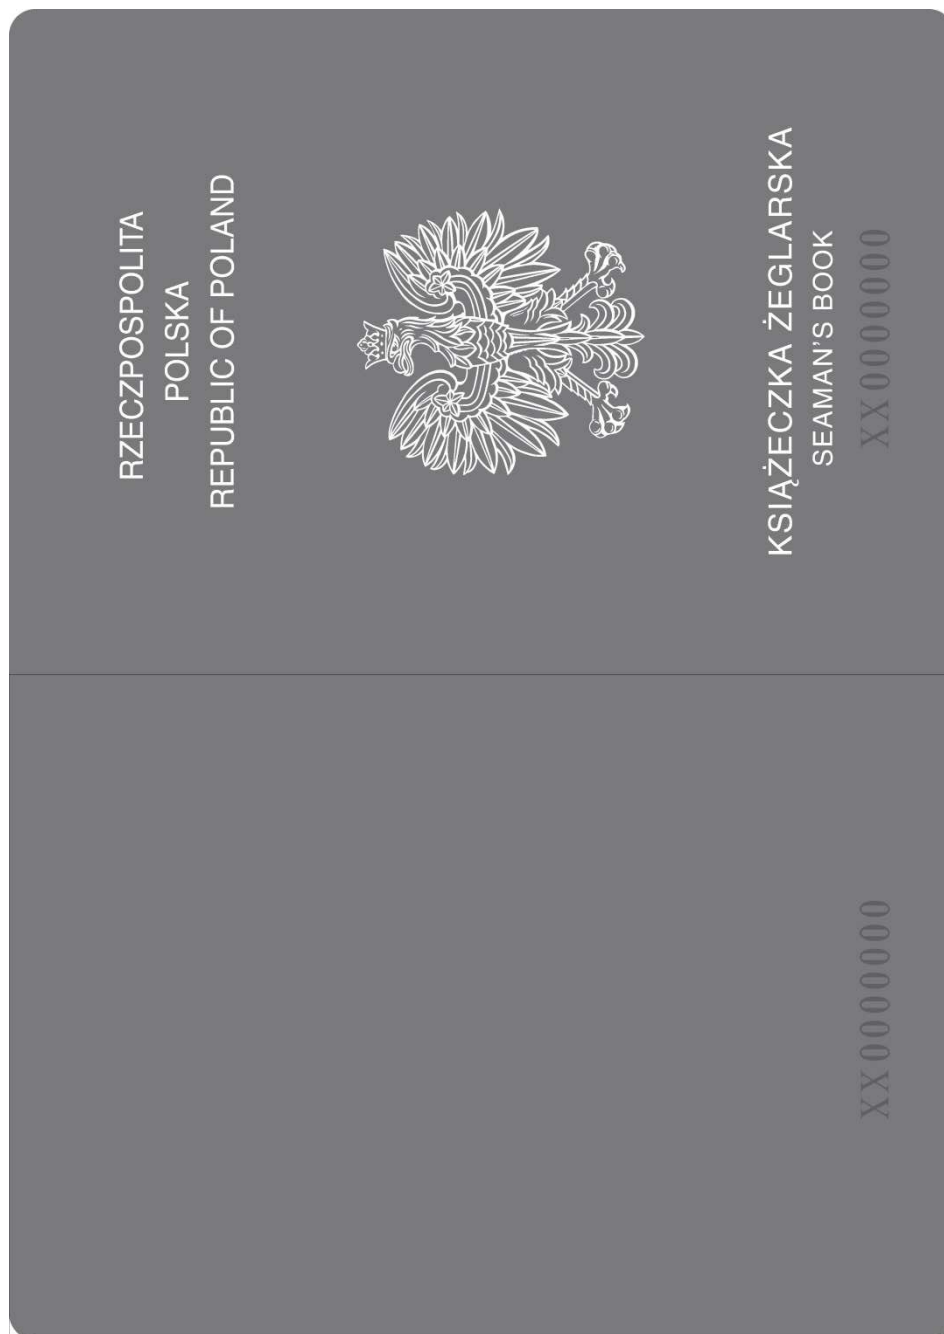 RZECZPOSPOLITA
POLSKA
REPUBLIC OF POLAND
KSIĄŻECZKA ŻEGLARSKA
SEAMAN'S BOOK
XX0000000
XX0000000